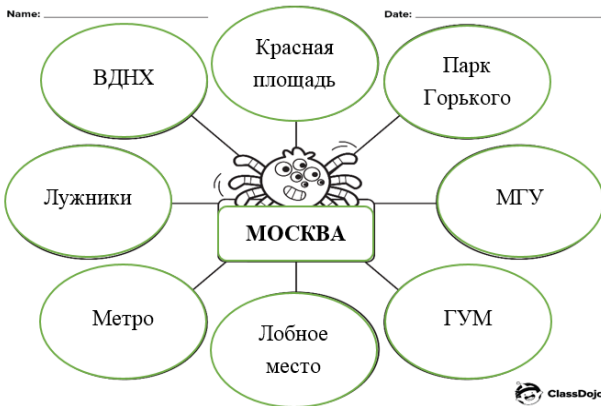 Name:
Date:
Красная
площадь
ВДНХ
Парк
Горького
Лужники
МГУ
МОСКВА
Метро
Лобное
место
ГУМ
ClassDojo